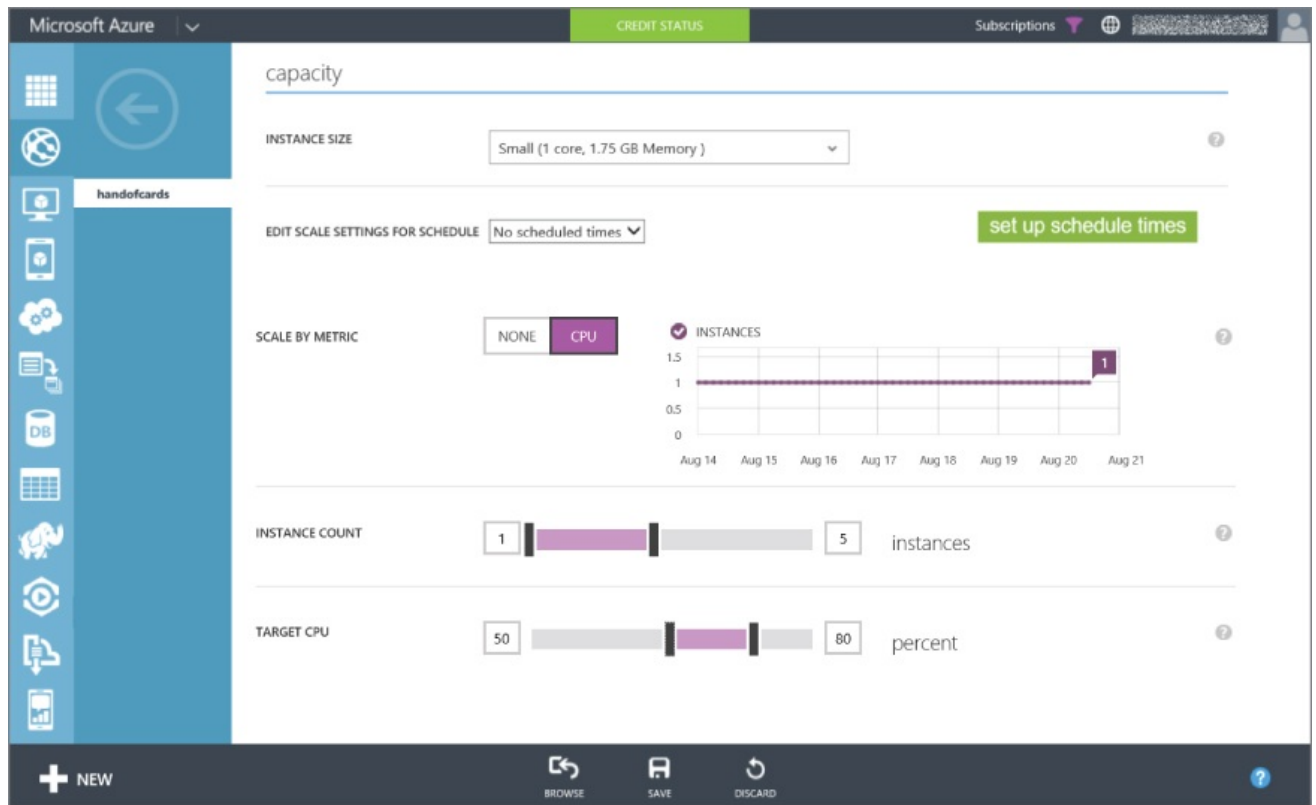 Microsoft Azure
CREDIT STATUS
Subscriptions
capacity
INSTANCE SIZE
Small (1 core, 1.75 GB Memory )
handofcards
EDIT SCALE SETTINGS FOR SCHEDULE
No scheduled times
set up schedule times
SCALE BY METRIC
NONE
CPU
INSTANCES
1.5
1
0.5
0
1
Aug 14 Aug 15 Aug 16 Aug 17 Aug 18 Aug 19 Aug 20 Aug 21
DB
INSTANCE COUNT
1
5
instances
TARGET CPU
50
80
percent
NEW
BROWSE
SAVE
DISCARD
?